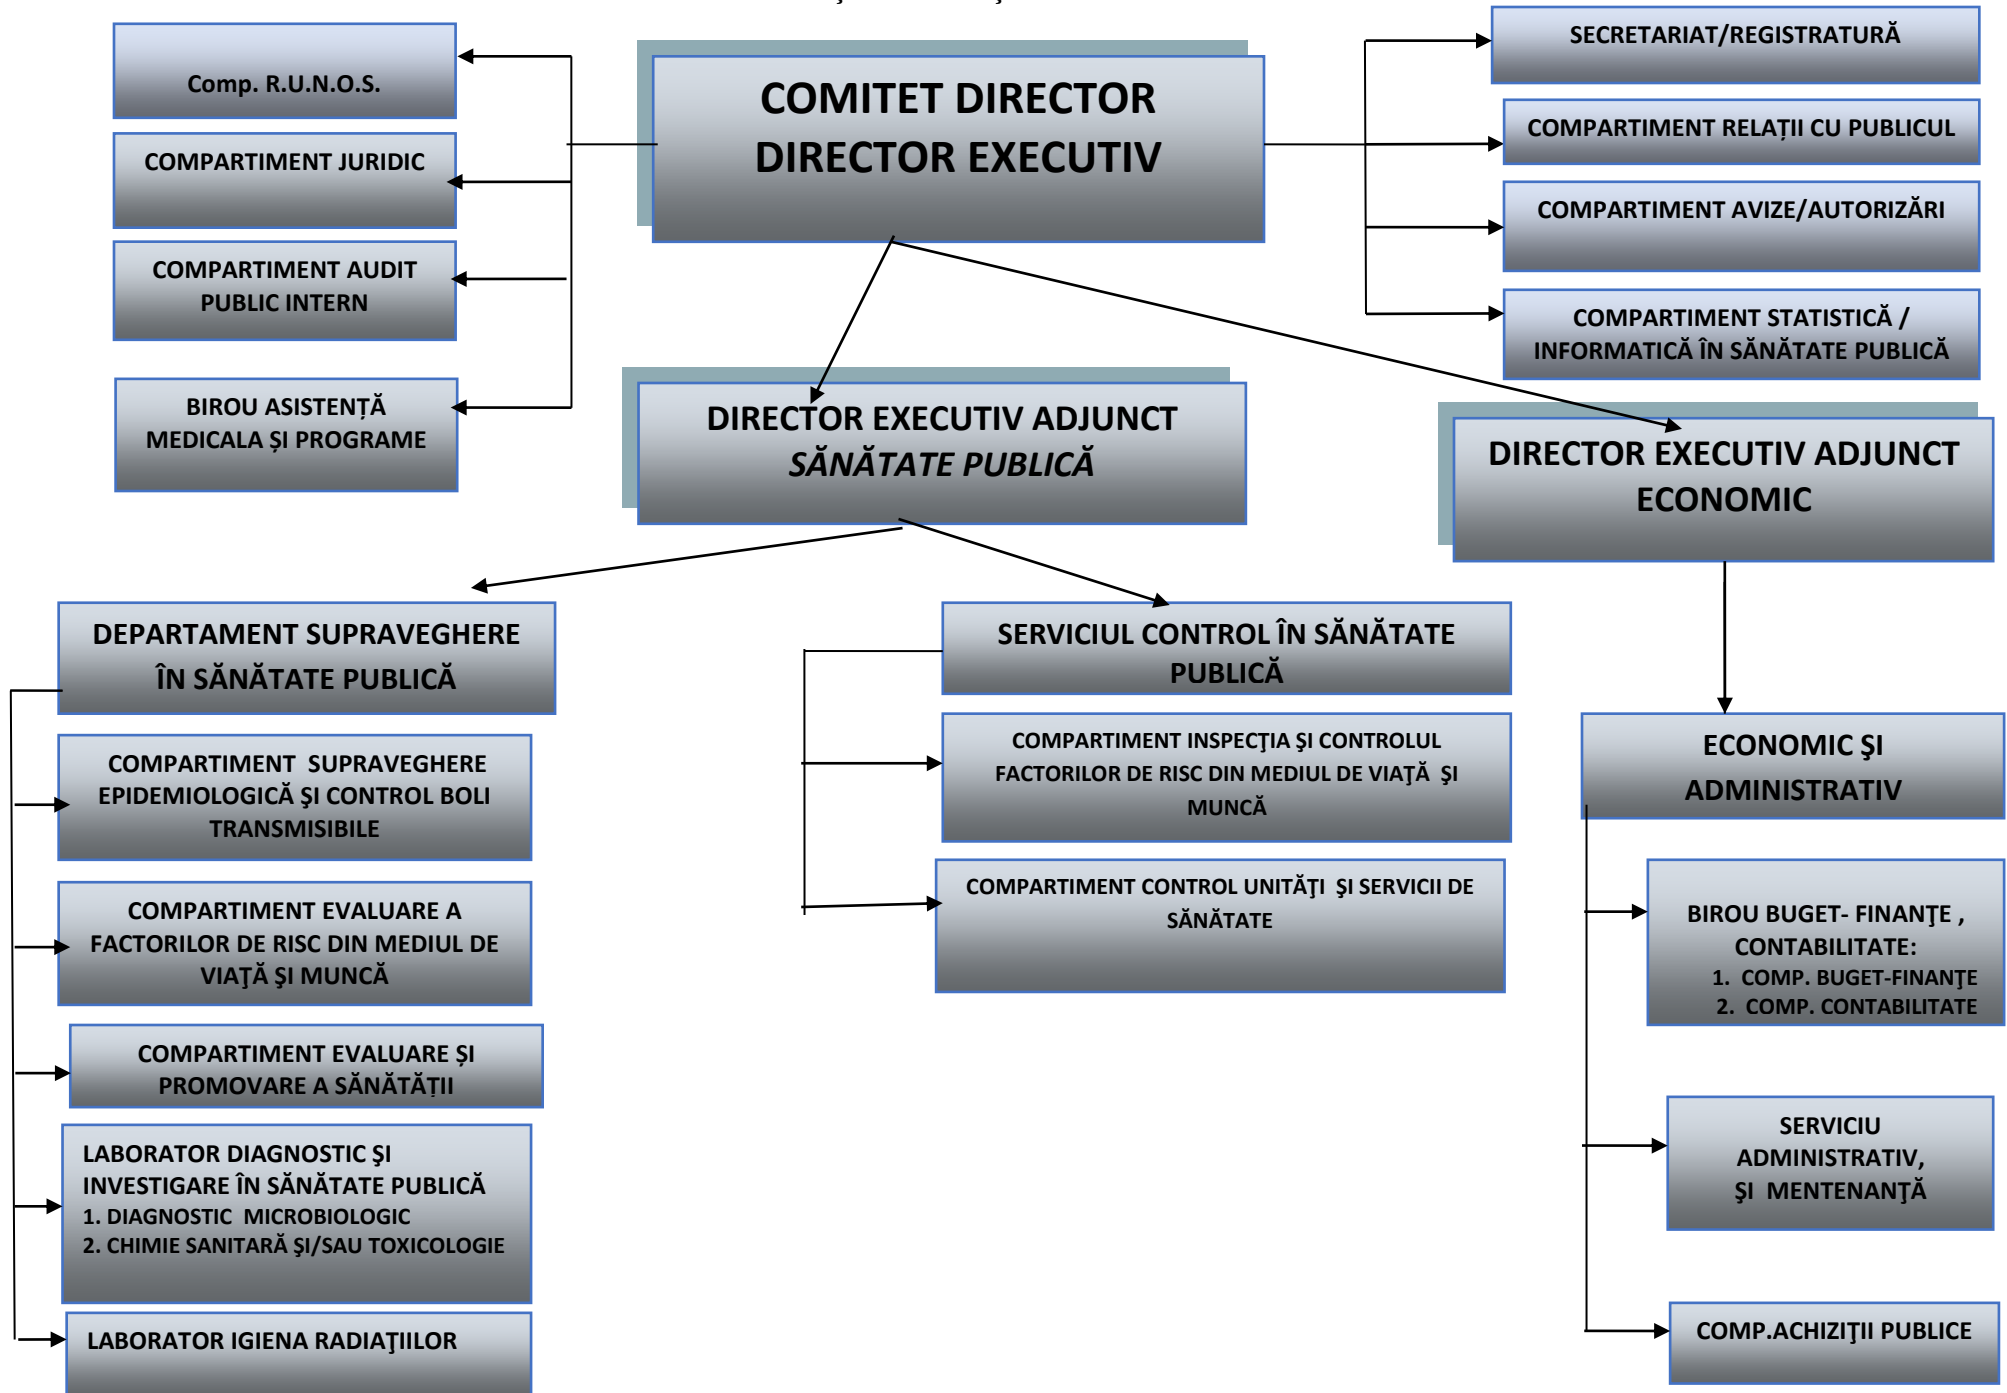 Comp. R.U.N.O.S.
COMPARTIMENT JURIDIC
COMPARTIMENT AUDIT
PUBLIC INTERN
BIROU ASISTENȚĂ
MEDICALA ȘI PROGRAME
COMITET DIRECTOR
DIRECTOR EXECUTIV
SECRETARIAT/REGISTRATURĂ
COMPARTIMENT RELAȚII CU PUBLICUL
COMPARTIMENT AVIZE/AUTORIZĂRI
COMPARTIMENT STATISTICĂ /
INFORMATICĂ ÎN SĂNĂTATE PUBLICĂ
DIRECTOR EXECUTIV ADJUNCT
SĂNĂTATE PUBLICĂ
DIRECTOR EXECUTIV ADJUNCT
ECONOMIC
DEPARTAMENT SUPRAVEGHERE
ÎN SĂNĂTATE PUBLICĂ
COMPARTIMENT  SUPRAVEGHERE
EPIDEMIOLOGICĂ ŞI CONTROL BOLI
TRANSMISIBILE
COMPARTIMENT EVALUARE A
FACTORILOR DE RISC DIN MEDIUL DE
VIAŢĂ ŞI MUNCĂ
COMPARTIMENT EVALUARE ȘI
PROMOVARE A SĂNĂTĂȚII
LABORATOR DIAGNOSTIC ŞI
INVESTIGARE ÎN SĂNĂTATE PUBLICĂ
1. DIAGNOSTIC  MICROBIOLOGIC
2. CHIMIE SANITARĂ ŞI/SAU TOXICOLOGIE
LABORATOR IGIENA RADIAŢIILOR
SERVICIUL CONTROL ÎN SĂNĂTATE
PUBLICĂ
COMPARTIMENT INSPECŢIA ŞI CONTROLUL
FACTORILOR DE RISC DIN MEDIUL DE VIAŢĂ  ŞI
MUNCĂ
COMPARTIMENT CONTROL UNITĂŢI  ŞI SERVICII DE
SĂNĂTATE
ECONOMIC ŞI
ADMINISTRATIV
BIROU BUGET- FINANŢE ,
CONTABILITATE:
1.  COMP. BUGET-FINANŢE
2.  COMP. CONTABILITATE
SERVICIU
ADMINISTRATIV,
ŞI  MENTENANŢĂ
COMP.ACHIZIŢII PUBLICE